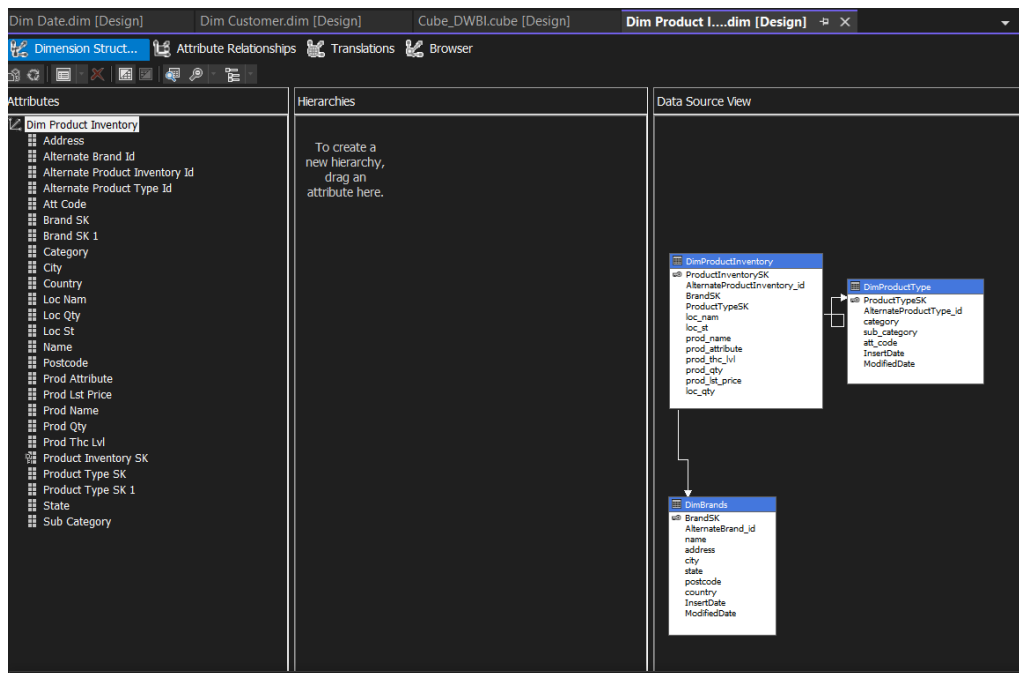 Dim Date.dim [Design]
Dim Customer.dim [Design]
Cube_DWBI.cube [Design]
Dim Product I....dim [Design]
Dimension Struct...
Attribute Relationships
Translations
Browser
Attributes
Dim Product Inventory
Address
Alternate Brand Id
Alternate Product Inventory Id
Alternate Product Type Id
Att Code
Brand SK
Brand SK 1
Category
City
Country
Loc Nam
Loc Qty
Loc St
Name
Postcode
Prod Attribute
Prod Lst Price
Prod Name
Prod Qty
Prod Thc Lvl
Product Inventory SK
Product Type SK
Product Type SK 1
State
Sub Category
Hierarchies
To create a
new hierarchy,
drag an
attribute here.
Data Source View
DimProductInventory
ProductInventorySK
AlternateProductInventory_id
BrandSK
ProductTypeSK
loc_nam
loc_st
prod_name
prod_attribute
prod_thc_lvl
prod_qty
prod_lst_price
loc_qty
DimProductType
ProductTypeSK
AlternateProductType_id
category
sub_category
att_code
InsertDate
ModifiedDate
DimBrands
BrandSK
AlternateBrand_id
name
address
city
state
postcode
country
InsertDate
ModifiedDate